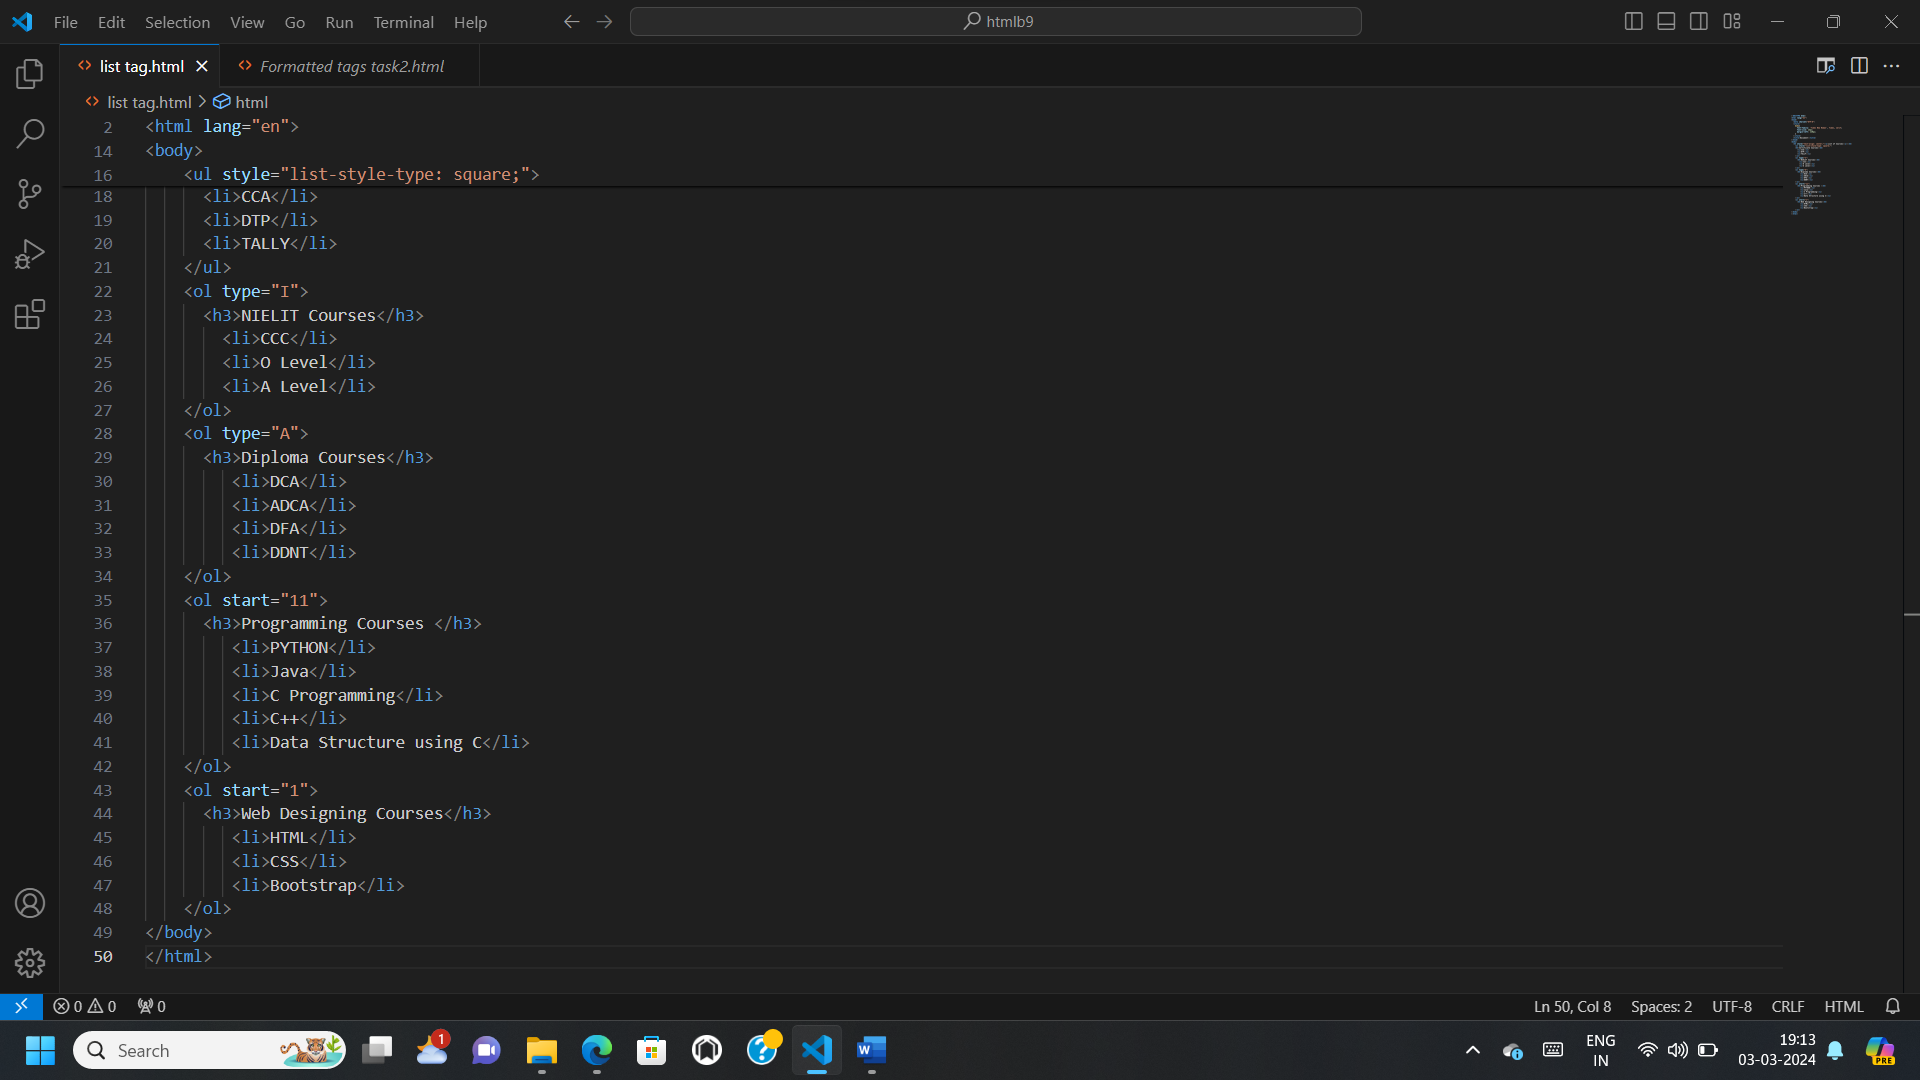 File Edit Selection View Go Run Terminal Help htmlb9
list tag.html Formatted tags task2.html
list tag.html > html
2 <html lang="en">
14 <body>
16 <ul style="list-style-type: square;">
18 <li>CCA</li>
19 <li>DTP</li>
20 <li>TALLY</li>
21 </ul>
22 <ol type="I">
23 <h3>NIELIT Courses</h3>
24 <li>CCC</li>
25 <li>O Level</li>
26 <li>A Level</li>
27 </ol>
28 <ol type="A">
29 <h3>Diploma Courses</h3>
30 <li>DCA</li>
31 <li>ADCA</li>
32 <li>DFA</li>
33 <li>DDNT</li>
34 </ol>
35 <ol start="11">
36 <h3>Programming Courses </h3>
37 <li>PYTHON</li>
38 <li>Java</li>
39 <li>C Programming</li>
40 <li>C++</li>
41 <li>Data Structure using C</li>
42 </ol>
43 <ol start="1">
44 <h3>Web Designing Courses</h3>
45 <li>HTML</li>
46 <li>CSS</li>
47 <li>Bootstrap</li>
48 </ol>
49 </body>
50 </html>
0 0 0 Ln 50, Col 8 Spaces: 2 UTF-8 CRLF HTML
Search 1 ENG 19:13
IN 03-03-2024 PRE